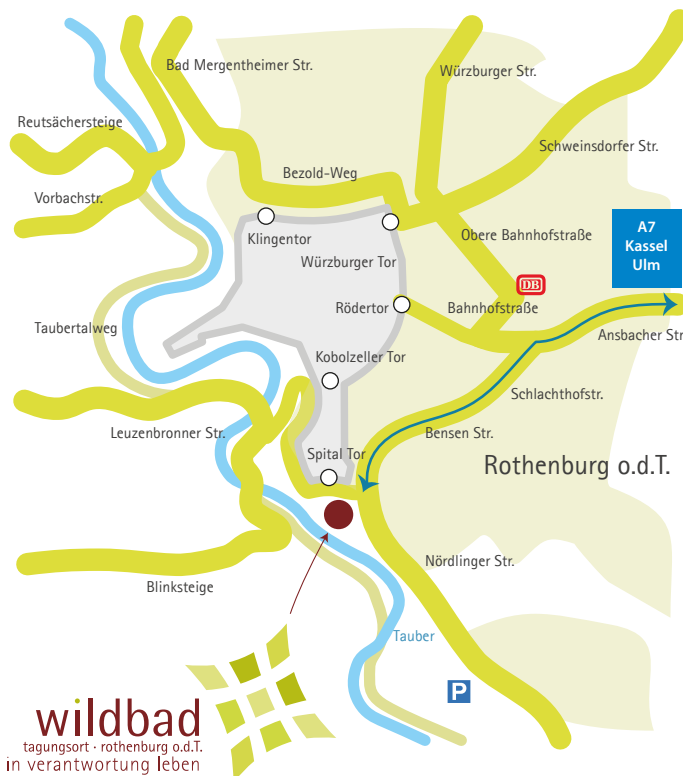 Bad Mergentheimer Str.
Würzburger Str.
Reutsächersteige
Schweinsdorfer Str.
Bezold-Weg
Vorbachstr.
Klingentor
Obere Bahnhofstraße
A7
Kassel
Ulm
Würzburger Tor
DB
Rödertor
Bahnhofstraße
Taubertalweg
Ansbacher Str
Kobolzeller Tor
Schlachthofstr.
Leuzenbronner Str.
Bensen Str.
Spital Tor
Rothenburg o.d.T.
Nördlinger Str.
Blinksteige
Tauber
P
wildbad
tagungsort · rothenburg o.d.T.
in verantwortung leben